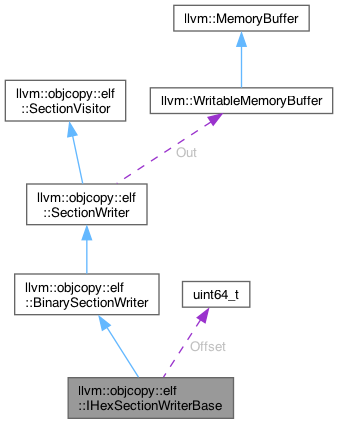 llvm::MemoryBuffer
llvm::objcopy::elf
::SectionVisitor
llvm::WritableMemoryBuffer
Out
llvm::objcopy::elf
::SectionWriter
llvm::objcopy::elf
::BinarySectionWriter
uint64_t
Offset
llvm::objcopy::elf
::IHexSectionWriterBase